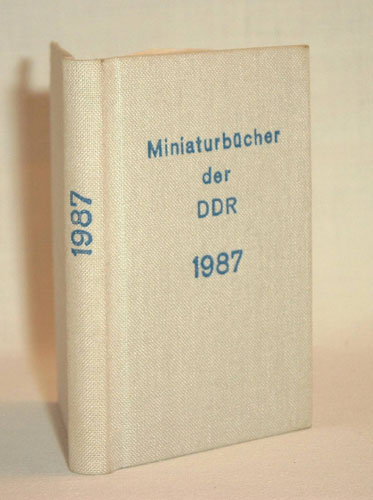 Miniaturbücher
der
DDR
1987
1987